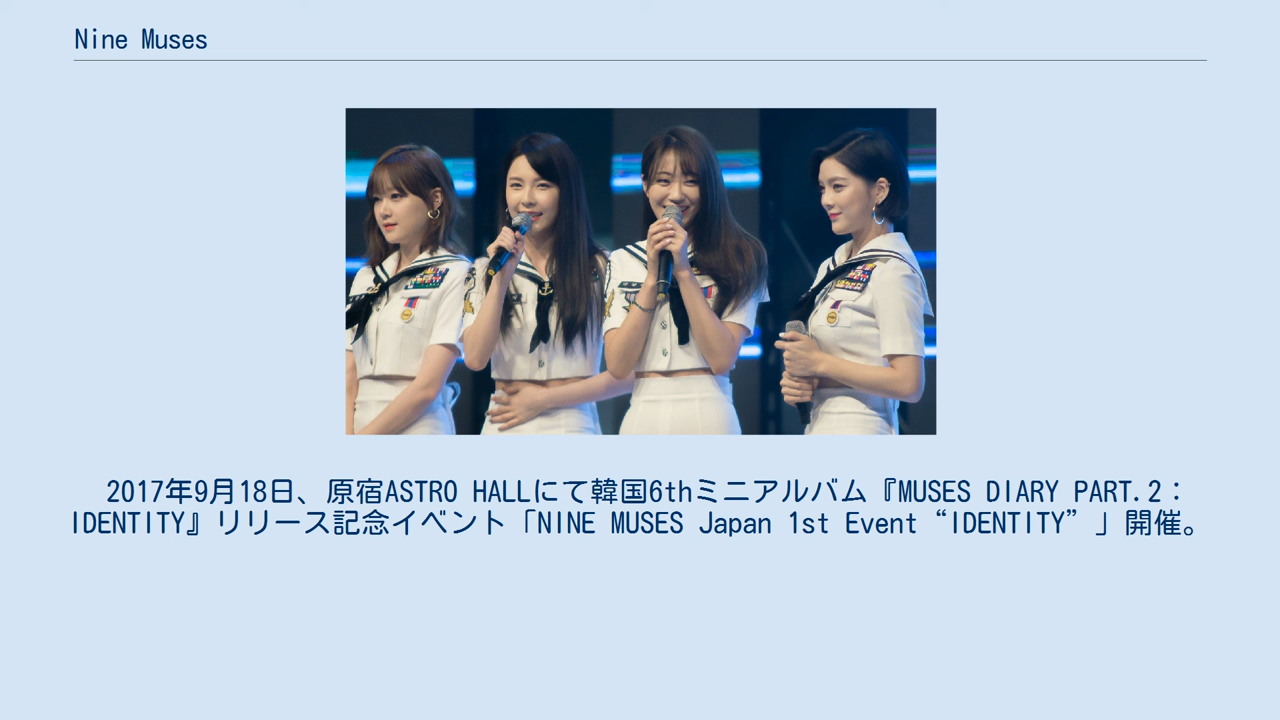 Nine Muses
2017年9月18日、原宿ASTRO HALLにて韓国6thミニアルバム『MUSES DIARY PART.2：
IDENTITY』リリース記念イベント「NINE MUSES Japan 1st Event“IDENTITY”」開催。